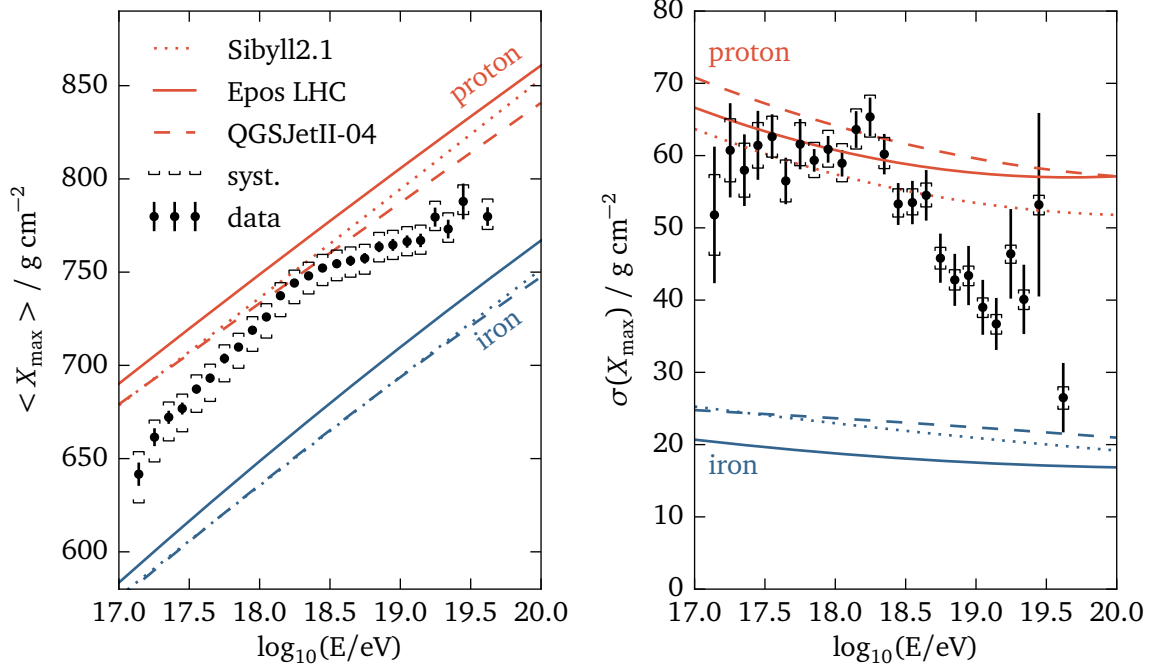 850
800
750
700
650
600
< X_max > / g cm⁻²
Sibyll2.1
Epos LHC
QGSJetII-04
syst.
data
proton
iron
17.0 17.5 18.0 18.5 19.0 19.5 20.0
log₁₀(E/eV)
80
70
60
50
40
30
20
10
0
σ(X_max) / g cm⁻²
proton
iron
17.0 17.5 18.0 18.5 19.0 19.5 20.0
log₁₀(E/eV)